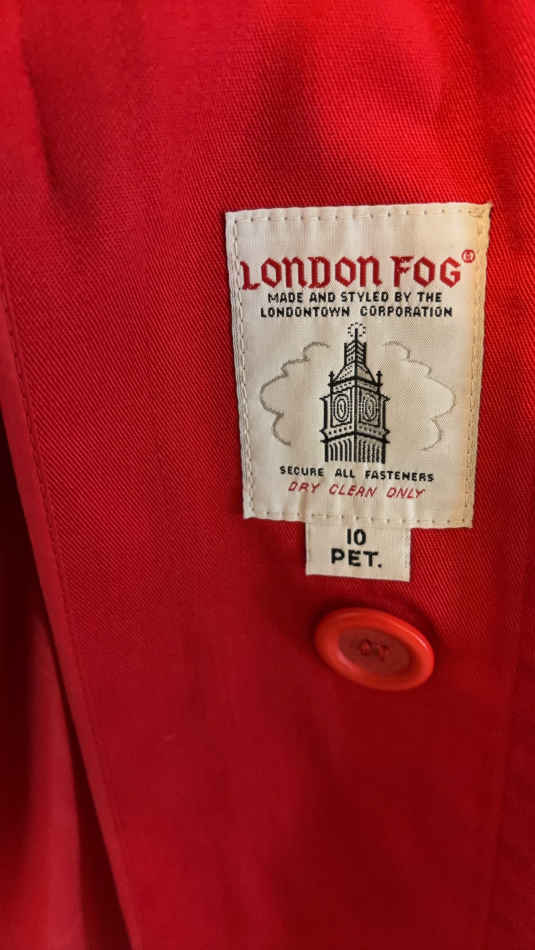 LONDON FOG®
MADE AND STYLED BY THE
LONDONTOWN CORPORATION
SECURE ALL FASTENERS
DRY CLEAN ONLY
10
PET.